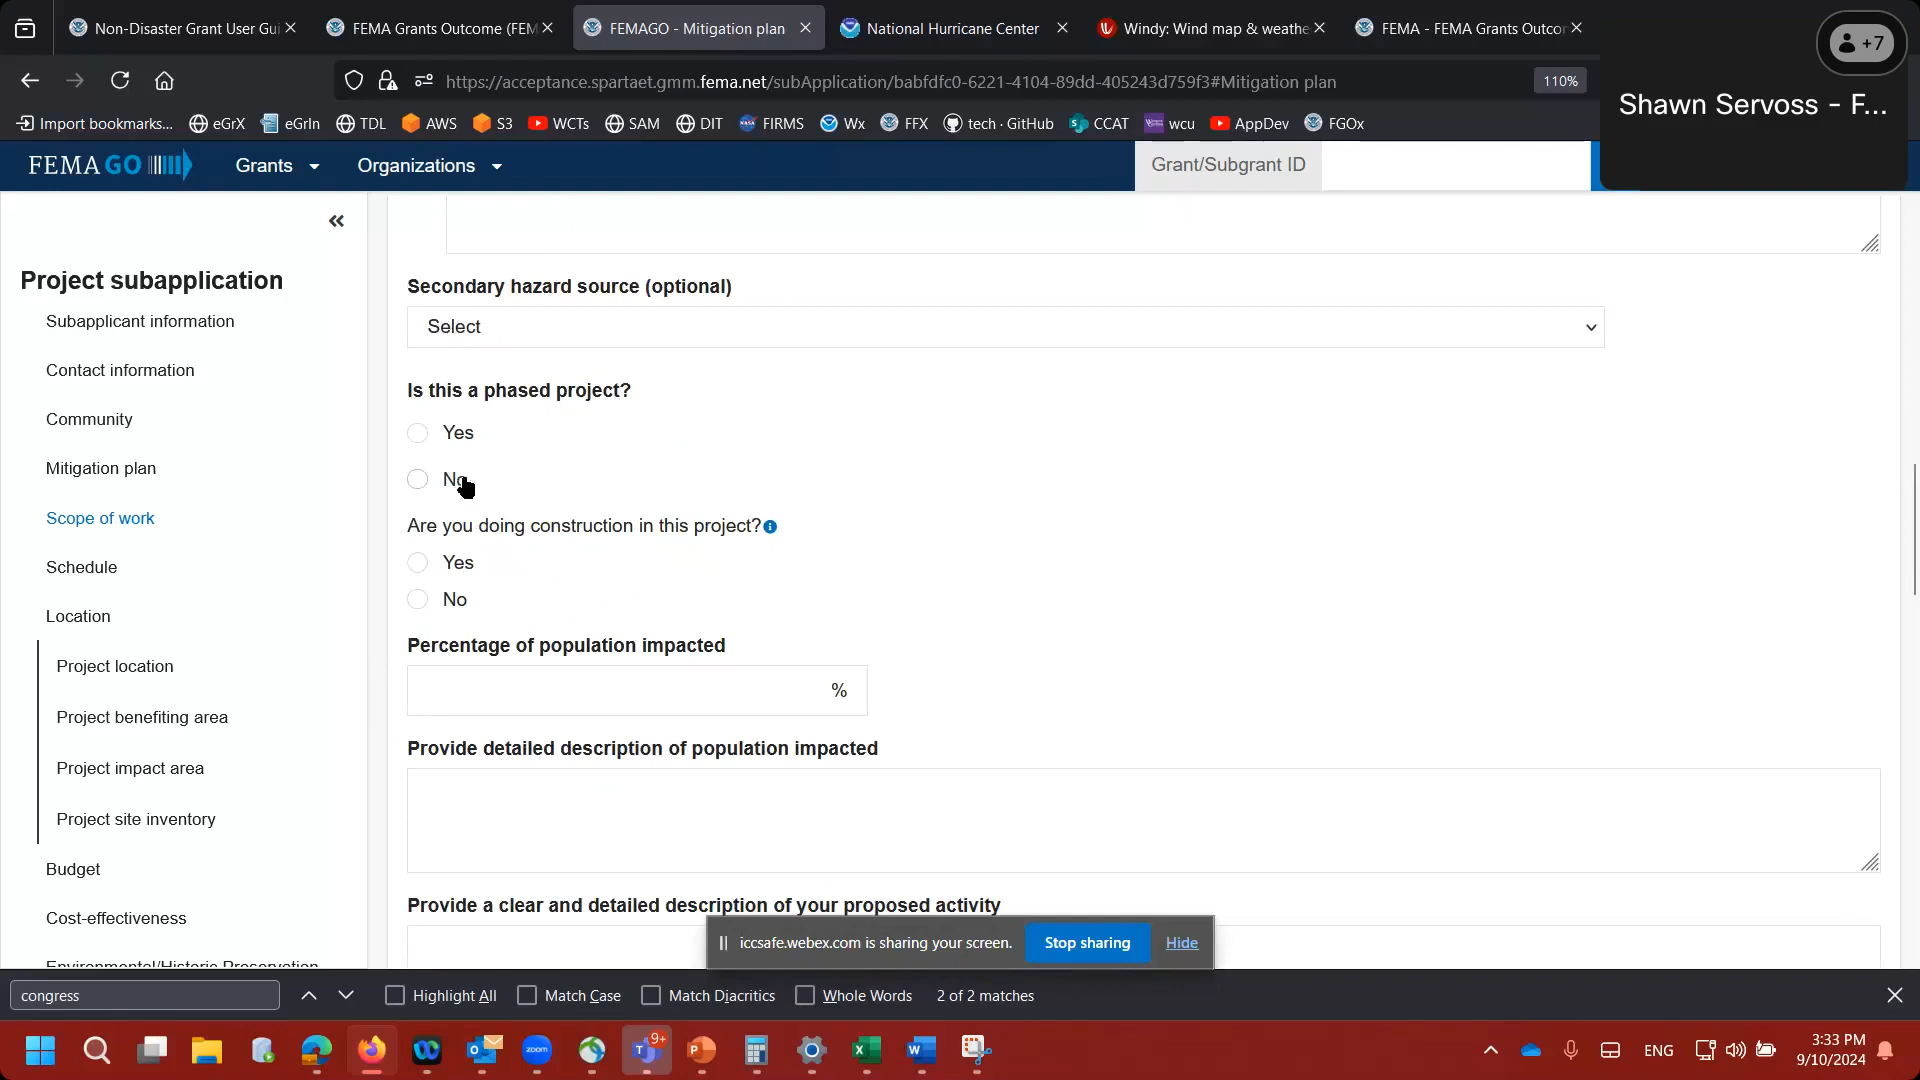 Non-Disaster Grant User Gui
FEMA Grants Outcome (FEM
FEMAGO - Mitigation plan
National Hurricane Center
Windy: Wind map & weathe
FEMA - FEMA Grants Outcor
+7
https://acceptance.spartaet.gmm.fema.net/subApplication/babfdfc0-6221-4104-89dd-405243d759f3#Mitigation plan
110%
Shawn Servoss - F...
Import bookmarks...
eGrX
eGrIn
TDL
AWS
S3
WCTs
SAM
DIT
FIRMS
Wx
FFX
tech · GitHub
CCAT
wcu
AppDev
FGOx
FEMA GO
Grants
Organizations
Grant/Subgrant ID
Project subapplication
Subapplicant information
Contact information
Community
Mitigation plan
Scope of work
Schedule
Location
Project location
Project benefiting area
Project impact area
Project site inventory
Budget
Cost-effectiveness
Environmental/Historic Preservation
Secondary hazard source (optional)
Select
Is this a phased project?
Yes
No
Are you doing construction in this project?
Yes
No
Percentage of population impacted
%
Provide detailed description of population impacted
Provide a clear and detailed description of your proposed activity
iccsafe.webex.com is sharing your screen.
Stop sharing
Hide
congress
Highlight All
Match Case
Match Diacritics
Whole Words
2 of 2 matches
zoom
9+
ENG
3:33 PM
9/10/2024